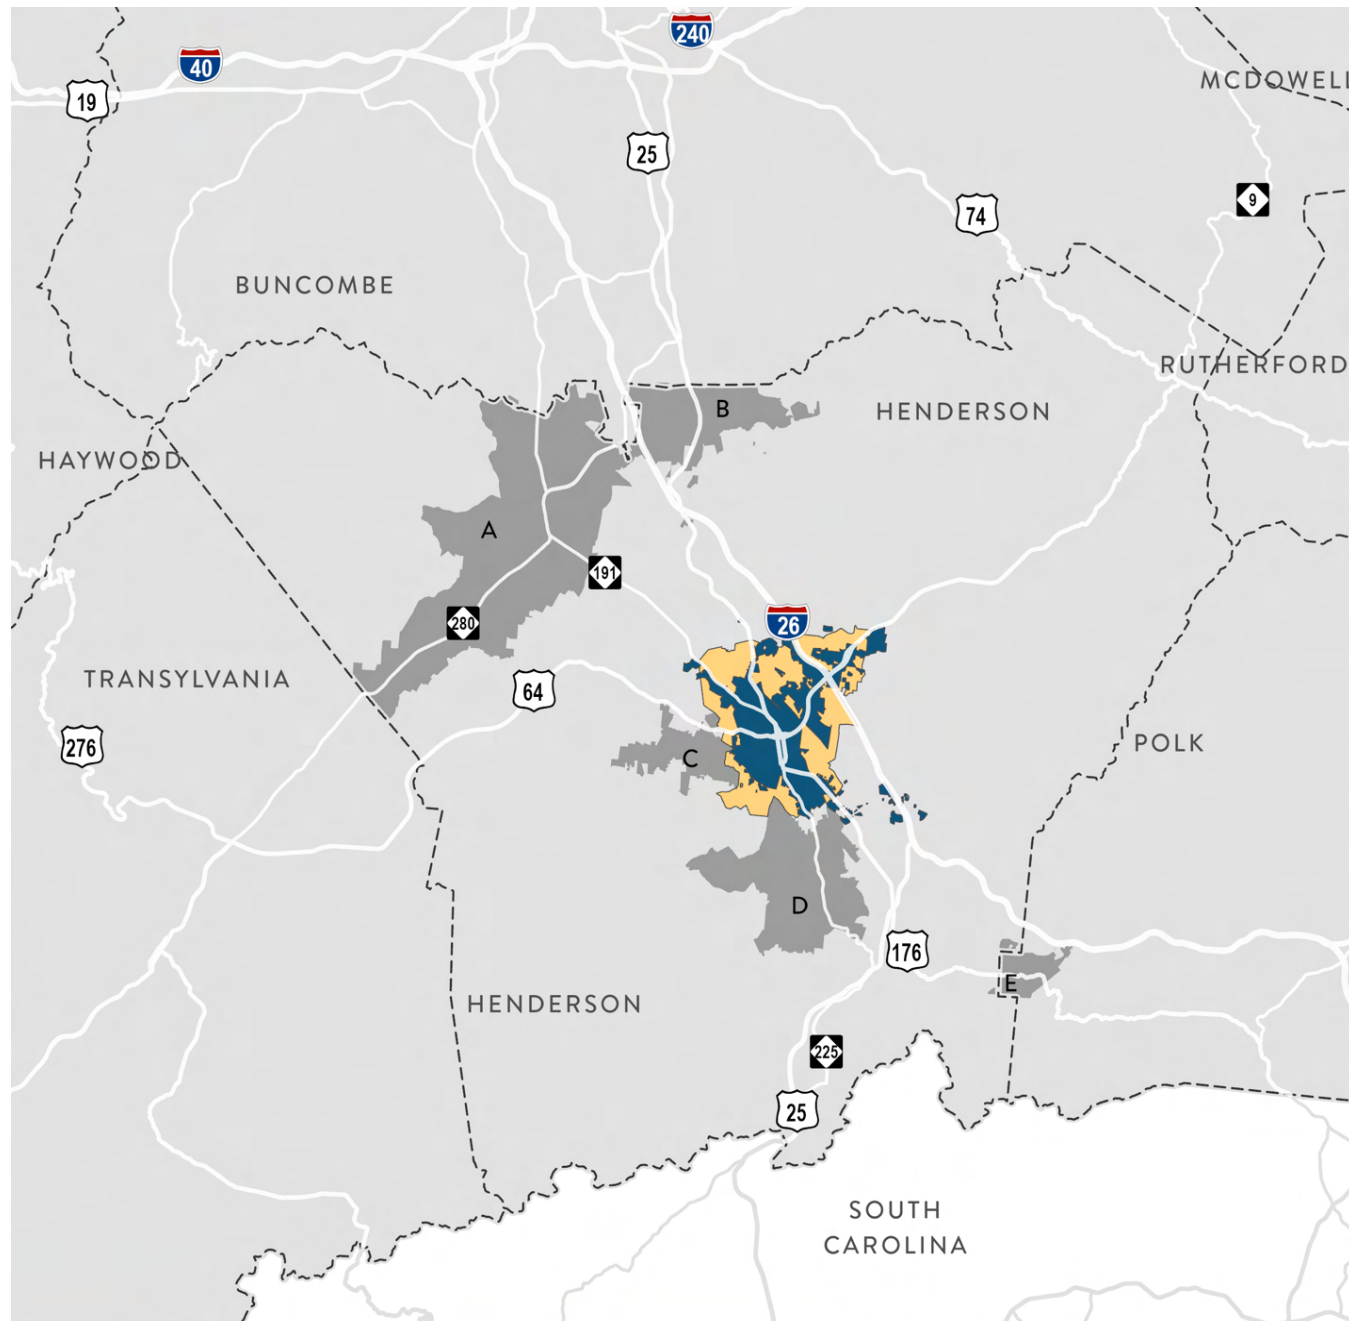 240
40
MCDOWELL
19
25
9
74
BUNCOMBE
RUTHERFORD
B
HENDERSON
HAYWOOD
A
191
280
26
TRANSYLVANIA
64
276
POLK
C
D
176
E
HENDERSON
225
25
SOUTH
CAROLINA